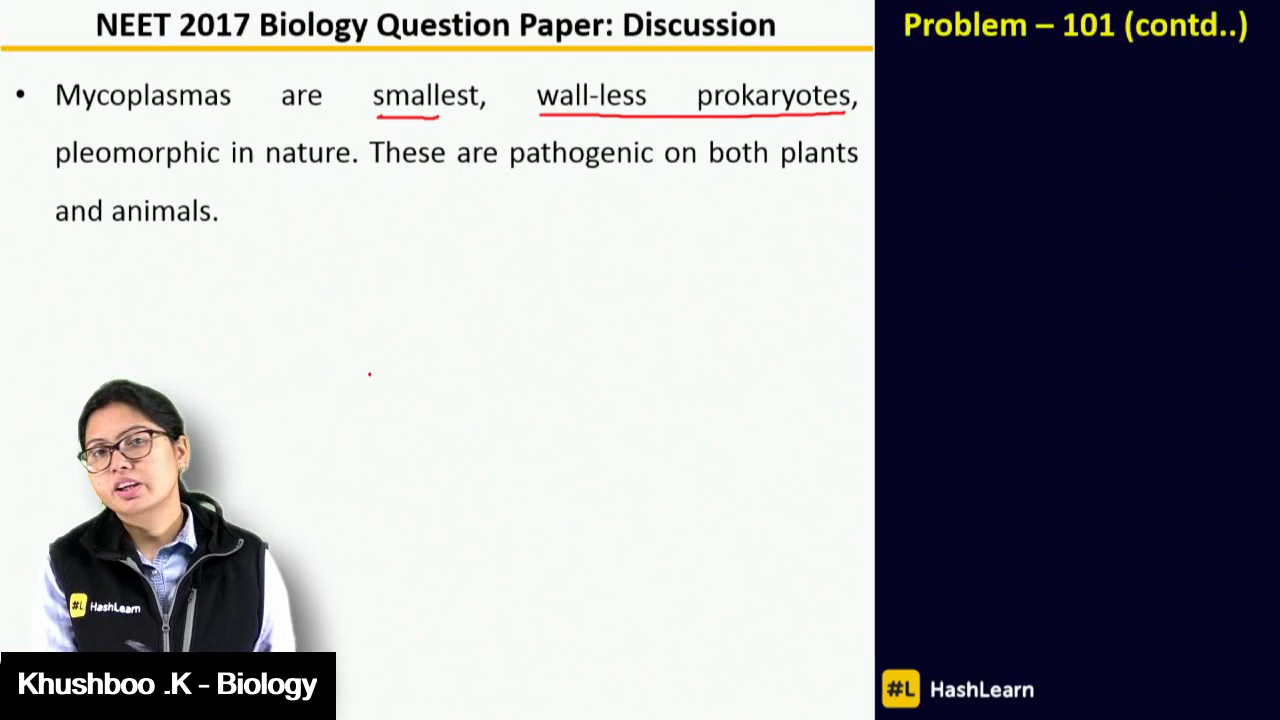 NEET 2017 Biology Question Paper: Discussion
Problem – 101 (contd..)
• Mycoplasmas are smallest, wall-less prokaryotes,
pleomorphic in nature. These are pathogenic on both plants
and animals.
#L HashLearn
Khushboo .K - Biology
#L HashLearn